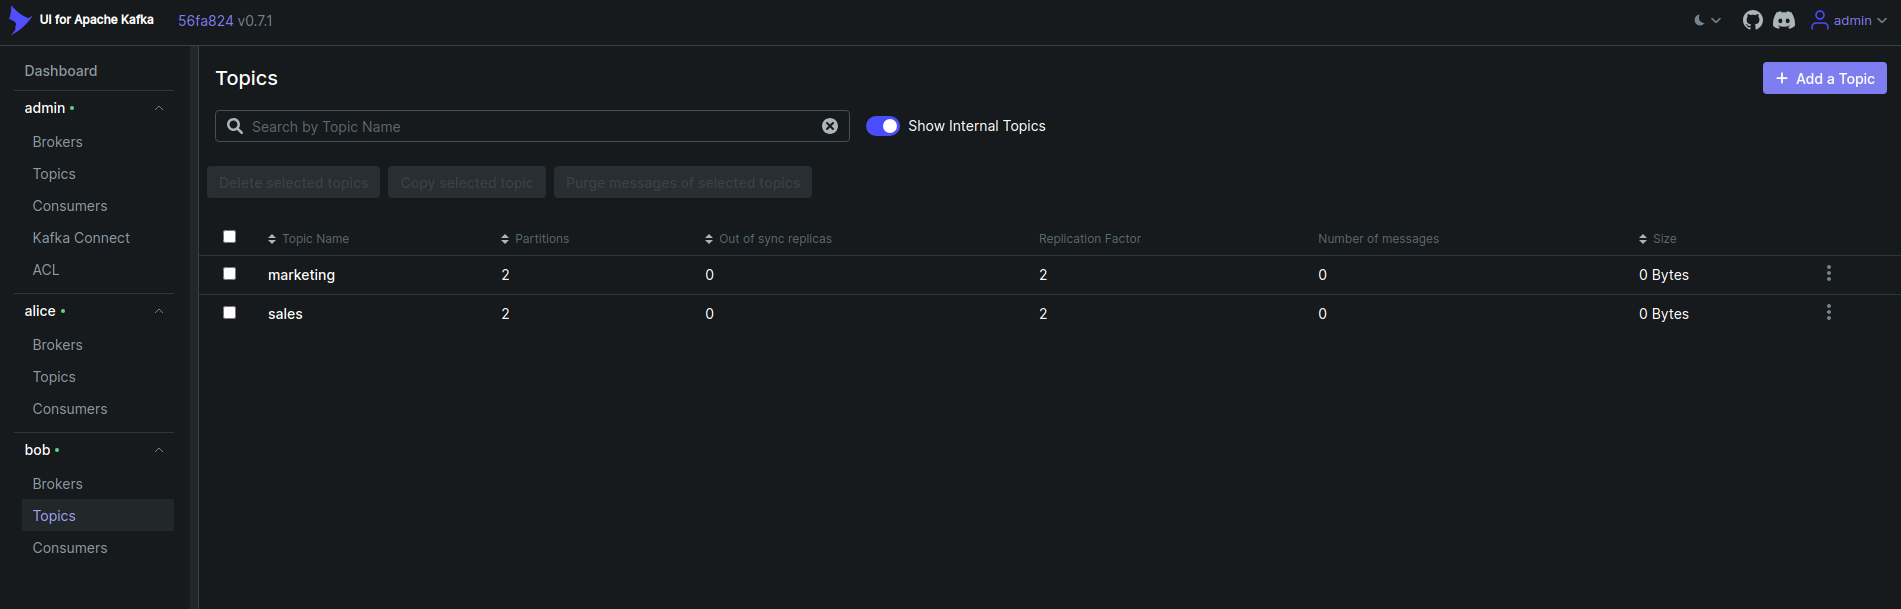 UI for Apache Kafka 56fa824 v0.7.1 admin
Dashboard
admin
Brokers
Topics
Consumers
Kafka Connect
ACL
alice
Brokers
Topics
Consumers
bob
Brokers
Topics
Consumers
Topics
Add a Topic
Search by Topic Name
Show Internal Topics
Delete selected topics Copy selected topic Purge messages of selected topics
Topic Name Partitions Out of sync replicas Replication Factor Number of messages Size
marketing 2 0 2 0 0 Bytes
sales 2 0 2 0 0 Bytes